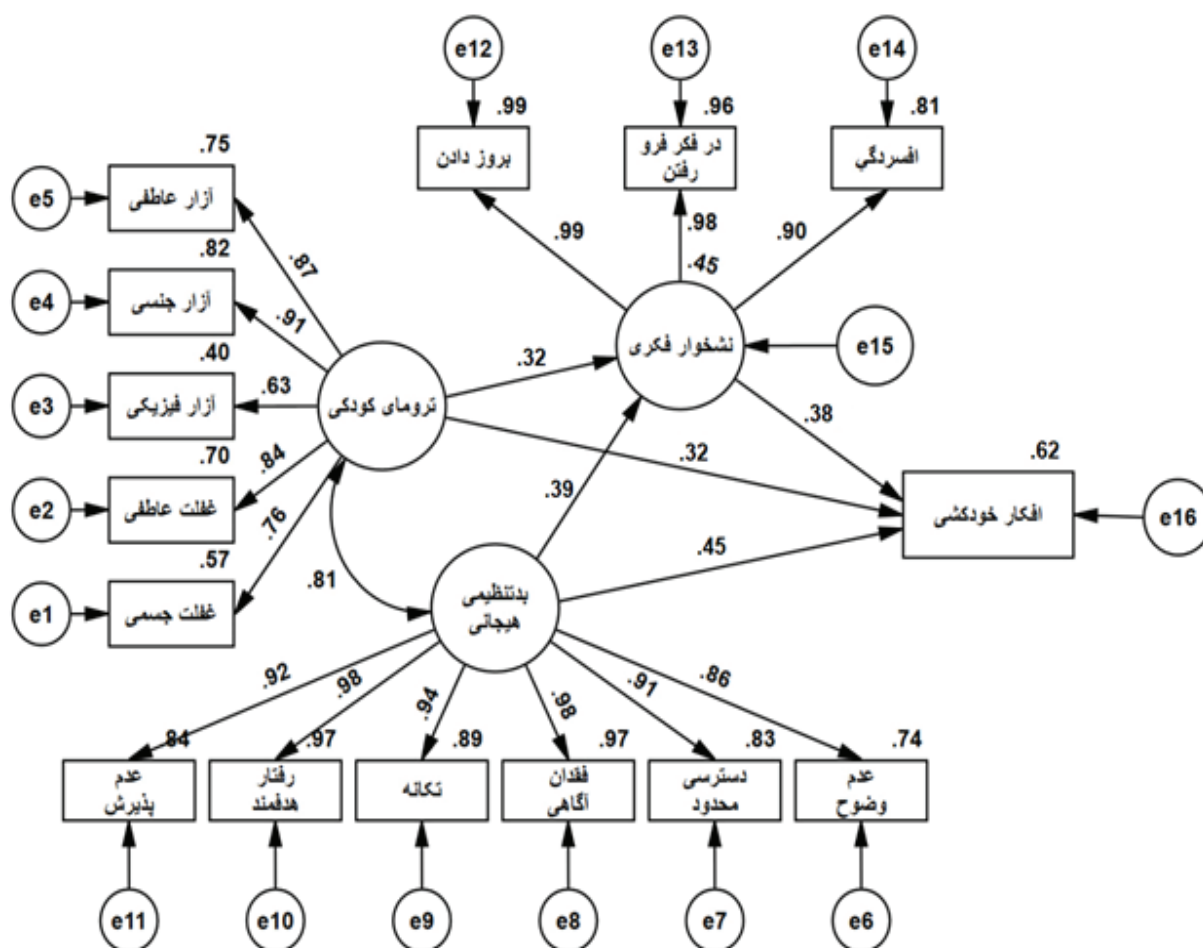 e12
e13
e14
.99
.96
.81
بروز دادن
در فکر فرو
رفتن
افسردگي
.75
e5
آزار عاطفی
.87
.99
.98
.90
.82
e4
آزار جنسی
.91
.45
نشخوار فکری
e15
.40
e3
آزار فیزیکی
.63
ترومای کودکی
.32
.38
.70
e2
غفلت عاطفی
.84
.32
.62
افکار خودکشی
e16
.57
e1
غفلت جسمی
.76
.39
.45
.81
بدتنظیمی
هیجانی
.92
.98
.94
.98
.91
.86
.84
.97
.89
.97
.83
.74
عدم
پذیرش
رفتار
هدفمند
تکانه
فقدان
آگاهی
دسترسی
محدود
عدم
وضوح
e11
e10
e9
e8
e7
e6